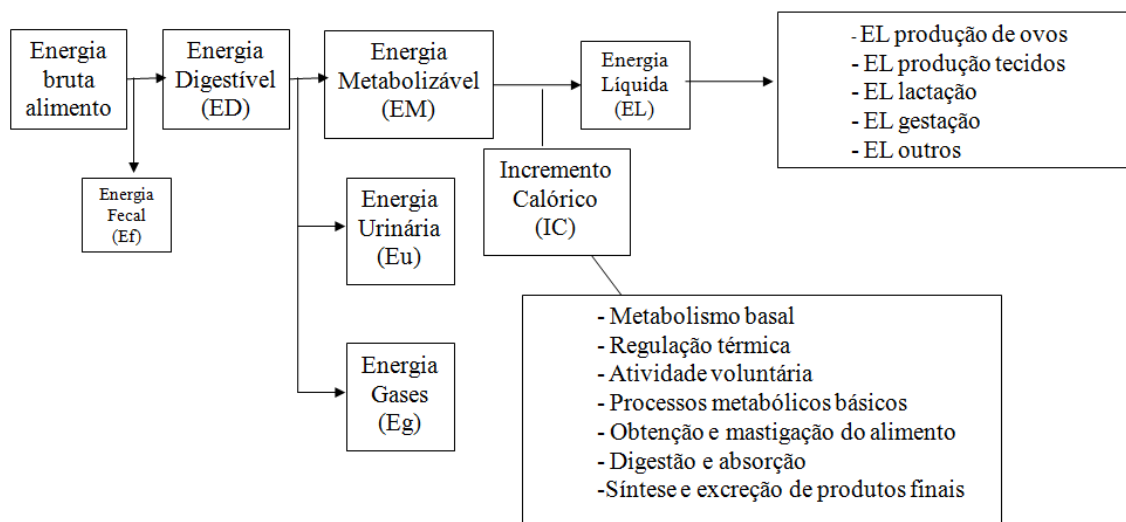 Energia
bruta
alimento
Energia
Digestível
(ED)
Energia
Metabolizável
(EM)
Energia
Líquida
(EL)
- EL produção de ovos
- EL produção tecidos
- EL lactação
- EL gestação
- EL outros
Energia
Fecal
(Ef)
Energia
Urinária
(Eu)
Incremento
Calórico
(IC)
Energia
Gases
(Eg)
- Metabolismo basal
- Regulação térmica
- Atividade voluntária
- Processos metabólicos básicos
- Obtenção e mastigação do alimento
- Digestão e absorção
-Síntese e excreção de produtos finais